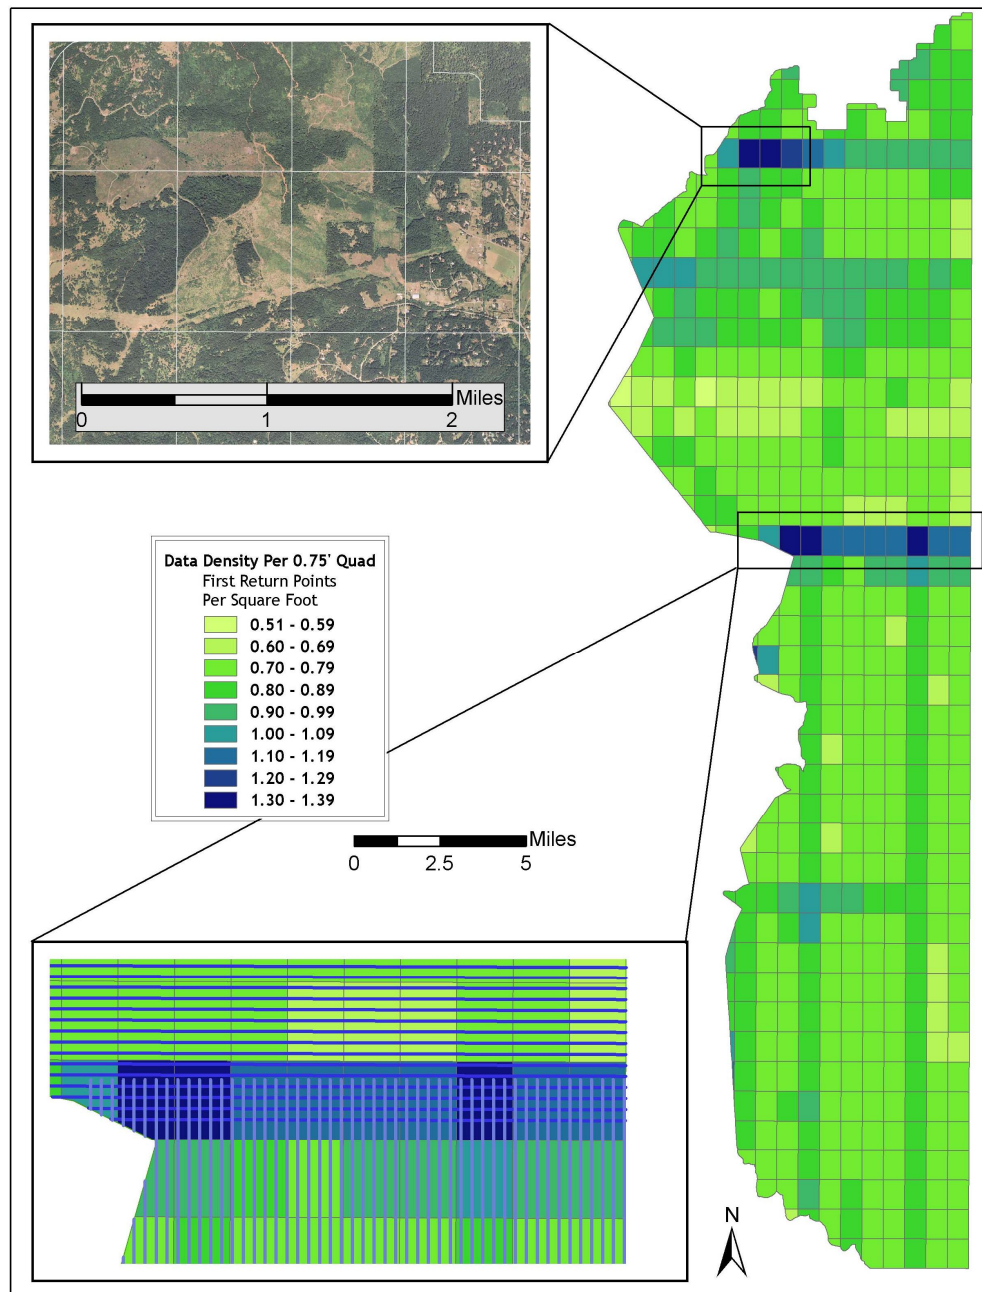 Miles
0
1
2
Data Density Per 0.75' Quad
First Return Points
Per Square Foot
0.51 - 0.59
0.60 - 0.69
0.70 - 0.79
0.80 - 0.89
0.90 - 0.99
1.00 - 1.09
1.10 - 1.19
1.20 - 1.29
1.30 - 1.39
Miles
0
2.5
5
N